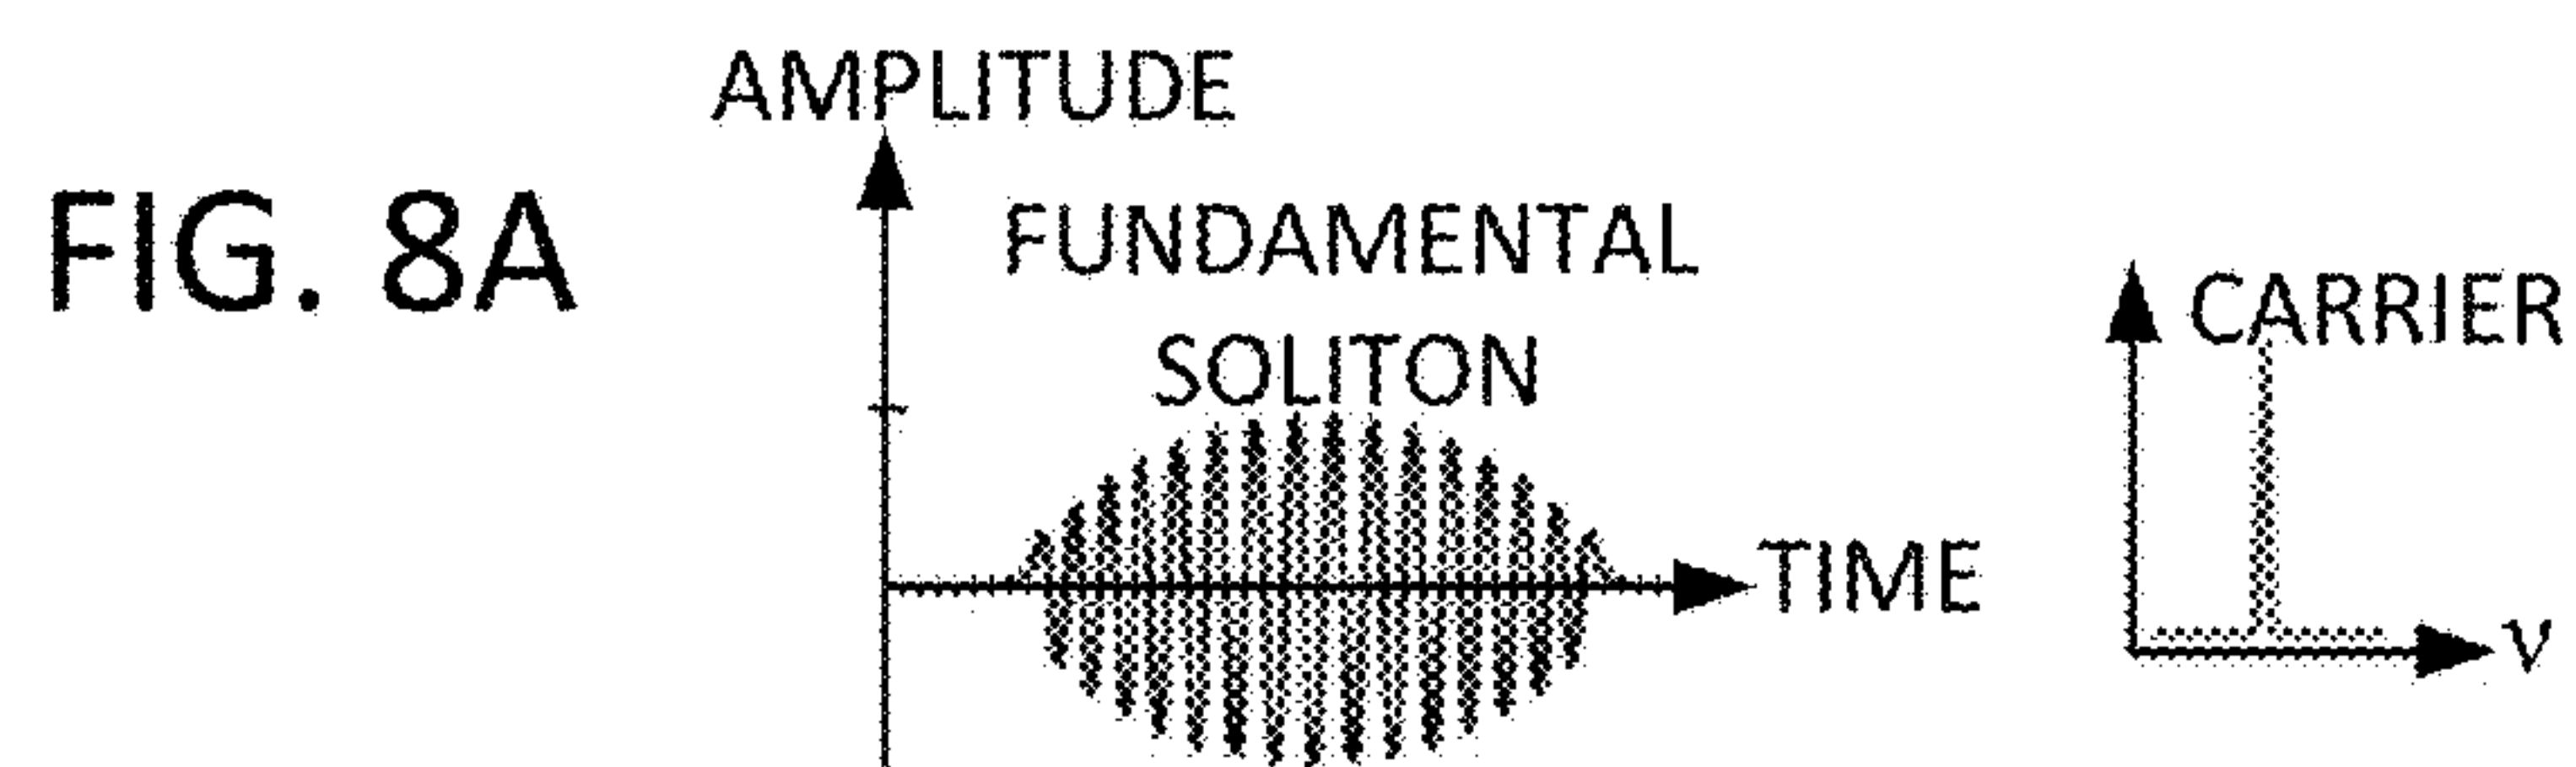 FIG. 8A
AMPLITUDE
FUNDAMENTAL
SOLITON
TIME
CARRIER
ν